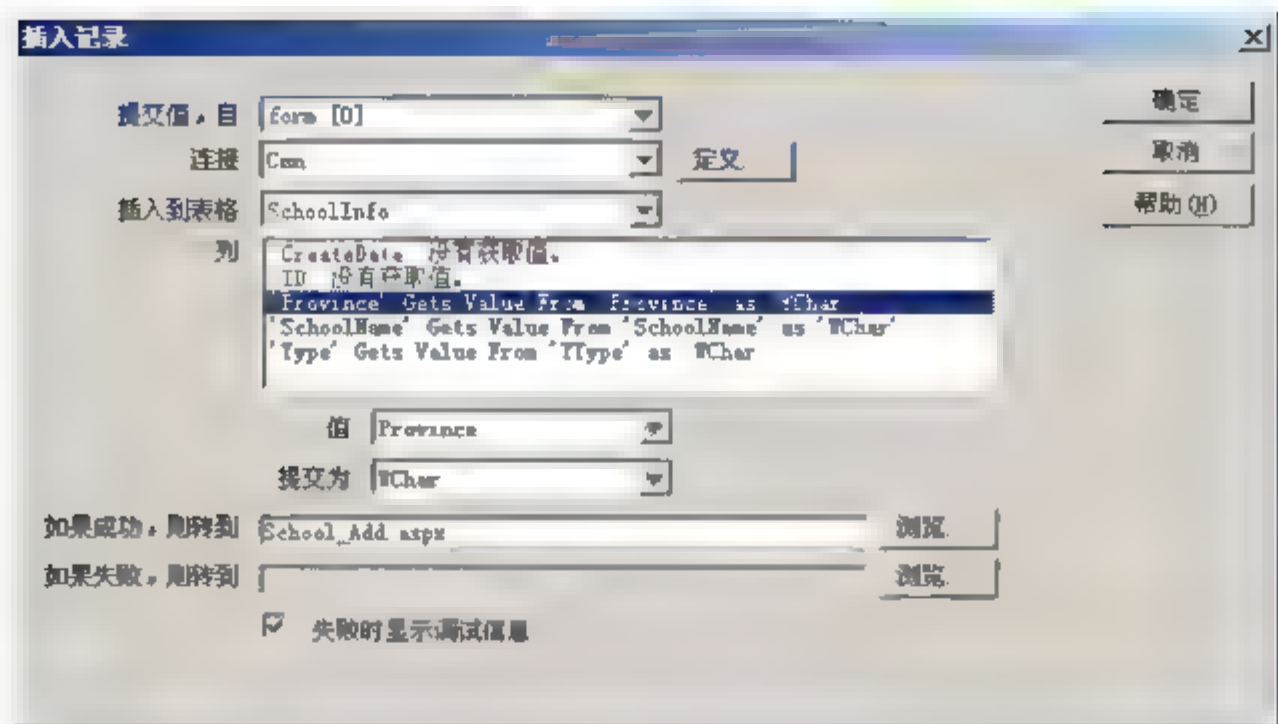 插入记录
提交值，自 form [0] 确定
连接 Cnn 定义... 取消
插入到表格 SchoolInfo 帮助(H)
列 'CreateDate' 没有获取值。
'ID' 没有获取值。
'Province' Gets Value From 'Province' as 'WChar'
'SchoolName' Gets Value From 'SchoolName' as 'WChar'
'Type' Gets Value From 'TType' as 'WChar'
值 Province
提交为 WChar
如果成功，则转到 School_Add.aspx 浏览...
如果失败，则转到 浏览...
失败时显示调试信息